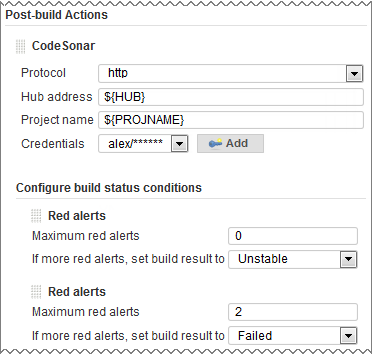 Post-build Actions
CodeSonar
Protocol http
Hub address ${HUB}
Project name ${PROJNAME}
Credentials alex/****** Add
Configure build status conditions
Red alerts
Maximum red alerts 0
If more red alerts, set build result to Unstable
Red alerts
Maximum red alerts 2
If more red alerts, set build result to Failed